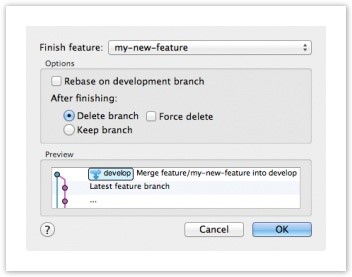 Finish feature: my-new-feature
Options
Rebase on development branch
After finishing:
Delete branch Force delete
Keep branch
Preview
develop Merge feature/my-new-feature into develop
Latest feature branch
...
? Cancel OK